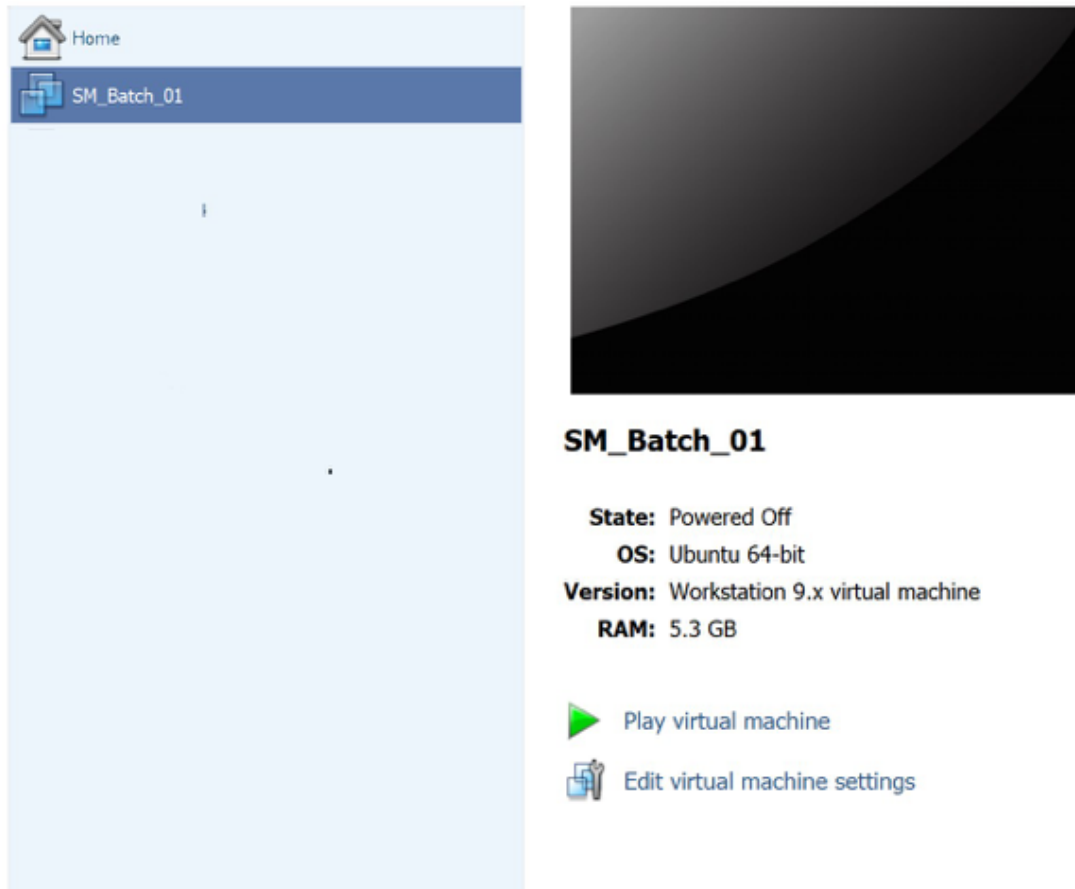 Home
SM_Batch_01
SM_Batch_01
State: Powered Off
OS: Ubuntu 64-bit
Version: Workstation 9.x virtual machine
RAM: 5.3 GB
Play virtual machine
Edit virtual machine settings